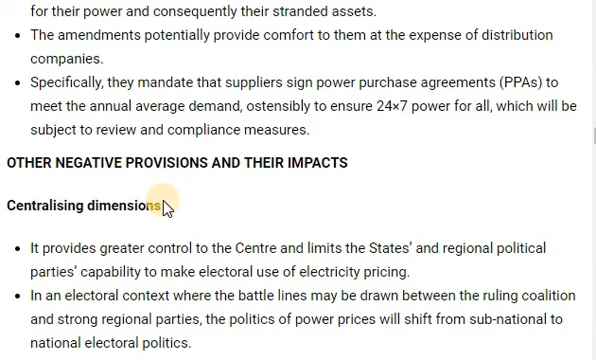 for their power and consequently their stranded assets.
• The amendments potentially provide comfort to them at the expense of distribution
companies.
• Specifically, they mandate that suppliers sign power purchase agreements (PPAs) to
meet the annual average demand, ostensibly to ensure 24×7 power for all, which will be
subject to review and compliance measures.
OTHER NEGATIVE PROVISIONS AND THEIR IMPACTS
Centralising dimensions
• It provides greater control to the Centre and limits the States’ and regional political
parties’ capability to make electoral use of electricity pricing.
• In an electoral context where the battle lines may be drawn between the ruling coalition
and strong regional parties, the politics of power prices will shift from sub-national to
national electoral politics.